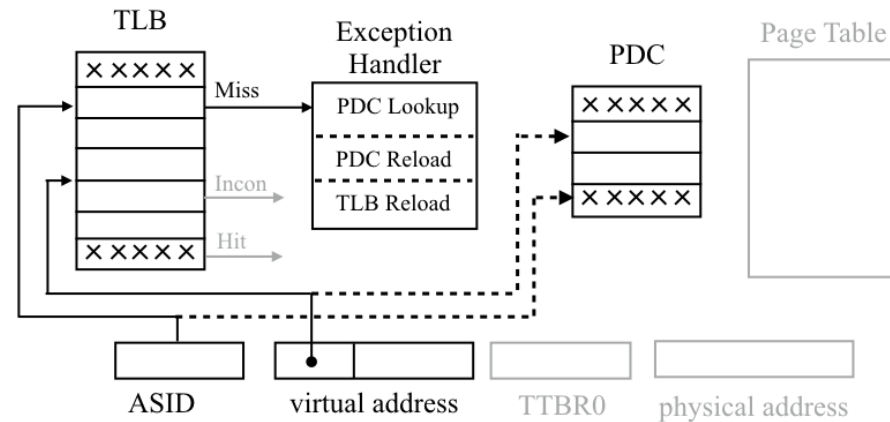 TLB
Exception
Handler
PDC
Page Table
×××××
Miss
PDC Lookup
×××××
PDC Reload
Incon
TLB Reload
×××××
Hit
×××××
ASID
virtual address
TTBR0
physical address